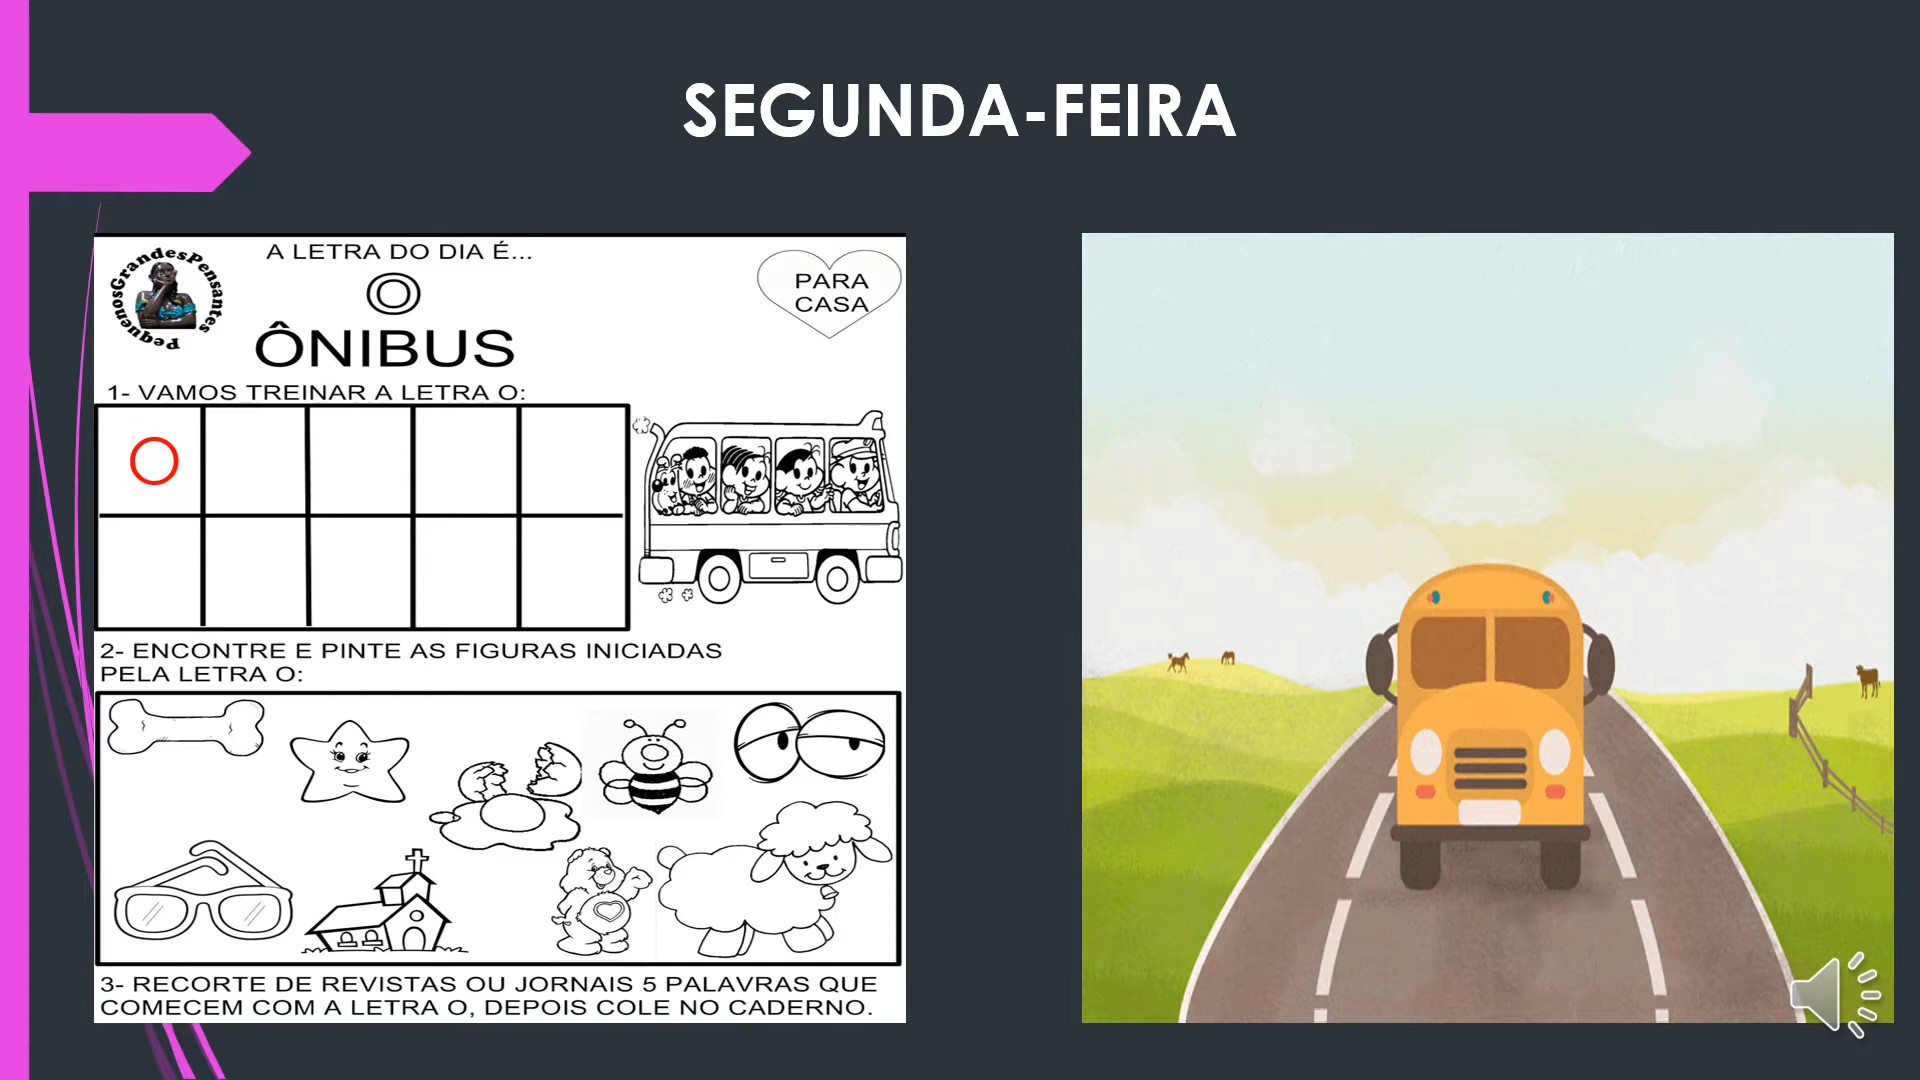 SEGUNDA-FEIRA
PequenosGrandesPensantes
A LETRA DO DIA É...
O
ÔNIBUS
PARA
CASA
1- VAMOS TREINAR A LETRA O:
O
2- ENCONTRE E PINTE AS FIGURAS INICIADAS
PELA LETRA O:
3- RECORTE DE REVISTAS OU JORNAIS 5 PALAVRAS QUE
COMECEM COM A LETRA O, DEPOIS COLE NO CADERNO.